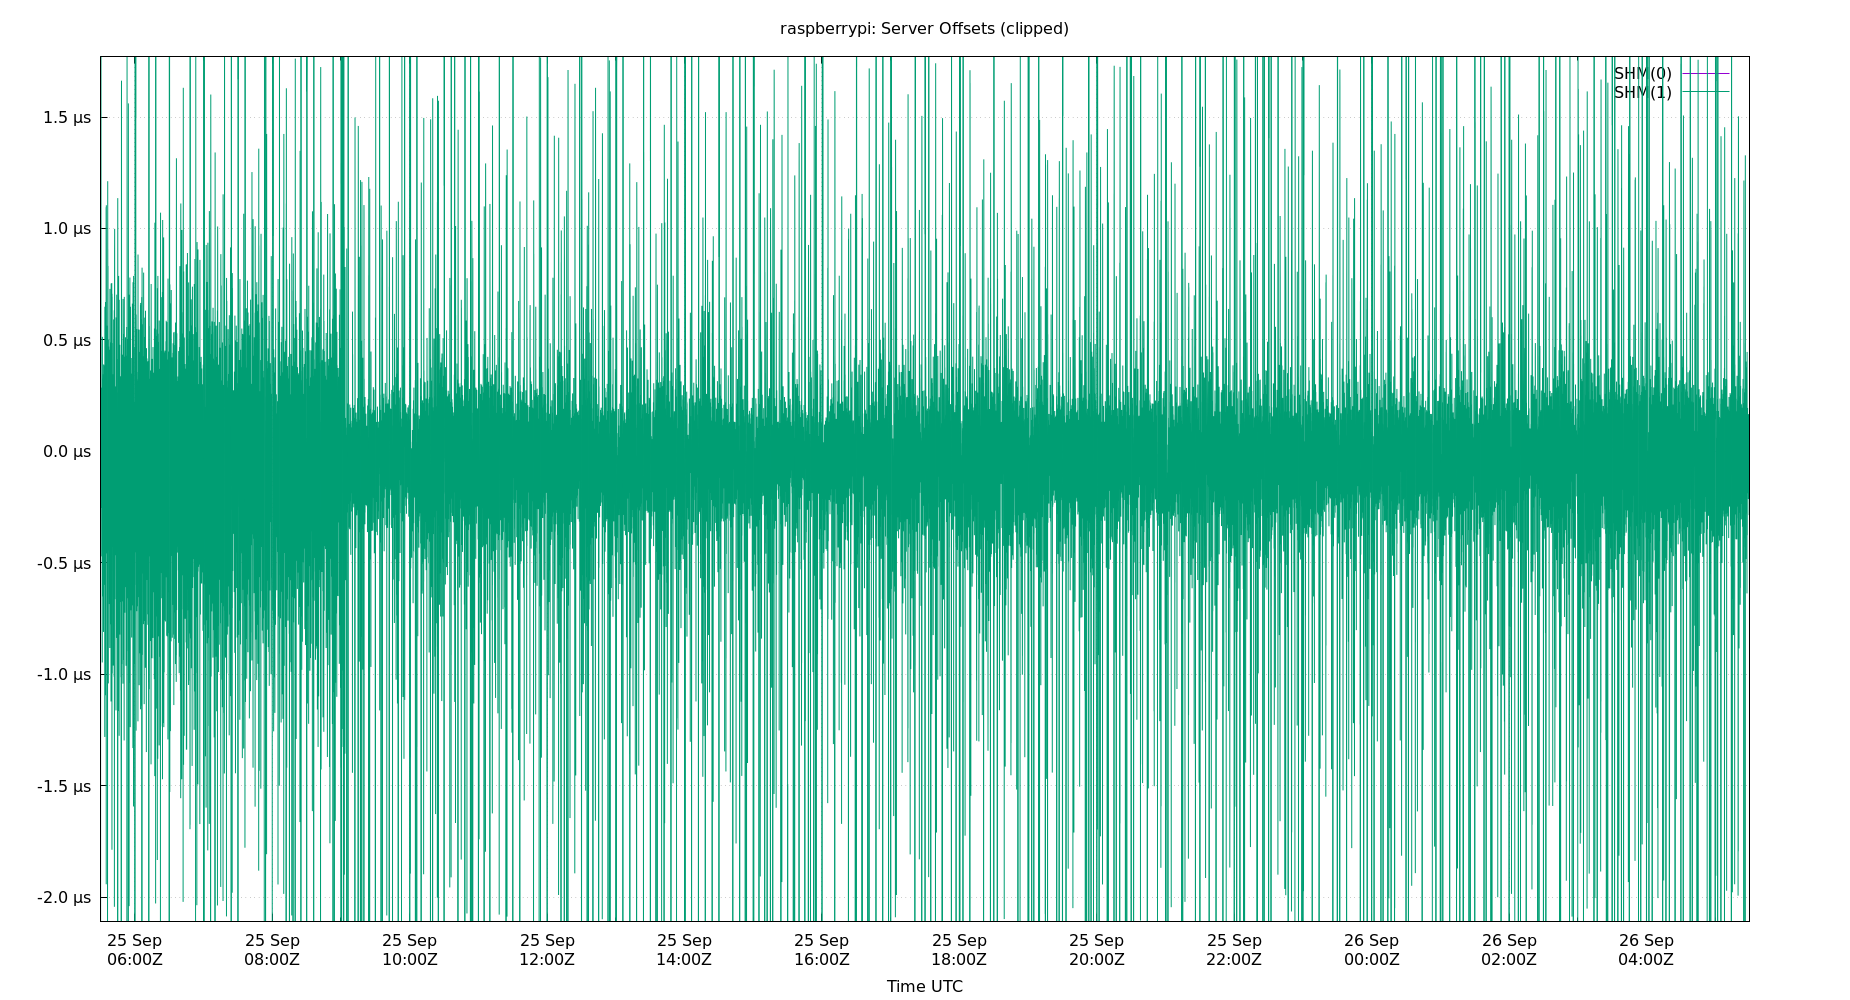 raspberrypi: Server Offsets (clipped)
SHM(0)
SHM(1)
1.5 µs
1.0 µs
0.5 µs
0.0 µs
-0.5 µs
-1.0 µs
-1.5 µs
-2.0 µs
25 Sep 25 Sep 25 Sep 25 Sep 25 Sep 25 Sep 25 Sep 25 Sep 25 Sep 26 Sep 26 Sep 26 Sep
06:00Z 08:00Z 10:00Z 12:00Z 14:00Z 16:00Z 18:00Z 20:00Z 22:00Z 00:00Z 02:00Z 04:00Z
Time UTC